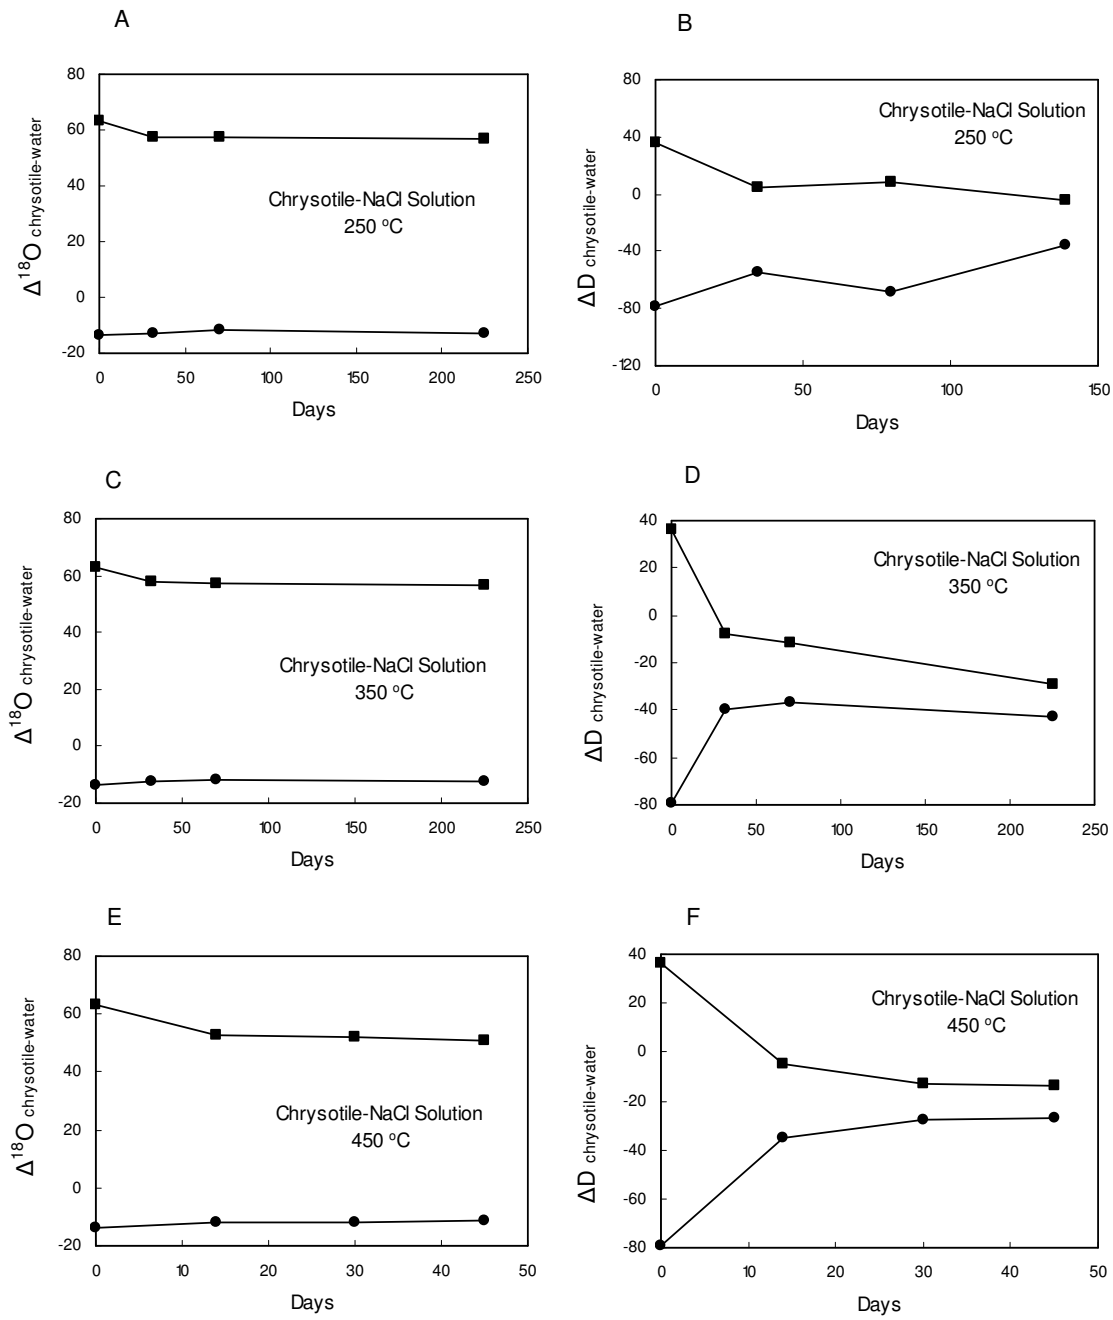 A
80
60
40
20
0
-20
Δ¹⁸O chrysotile-water
Chrysotile-NaCl Solution
250 ºC
0 50 100 150 200 250
Days
B
80
40
0
-40
-80
-120
ΔD chrysotile-water
Chrysotile-NaCl Solution
250 ºC
0 50 100 150
Days
C
80
60
40
20
0
-20
Δ¹⁸O chrysotile-water
Chrysotile-NaCl Solution
350 ºC
0 50 100 150 200 250
Days
D
40
20
0
-20
-40
-60
-80
ΔD chrysotile-water
Chrysotile-NaCl Solution
350 ºC
0 50 100 150 200 250
Days
E
80
60
40
20
0
-20
Δ¹⁸O chrysotile-water
Chrysotile-NaCl Solution
450 ºC
0 10 20 30 40 50
Days
F
40
20
0
-20
-40
-60
-80
ΔD chrysotile-water
Chrysotile-NaCl Solution
450 ºC
0 10 20 30 40 50
Days